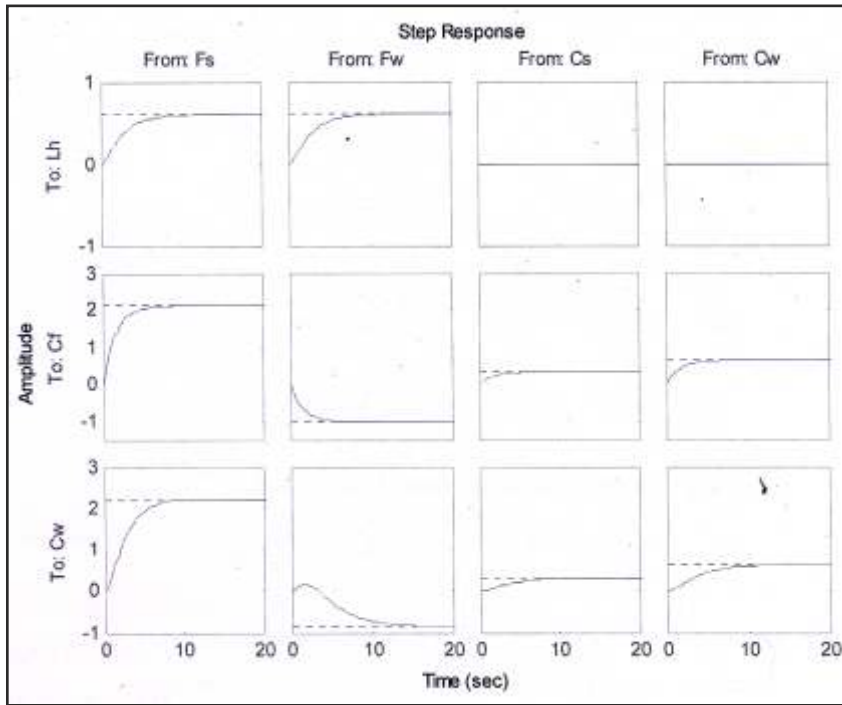 Step Response
From: Fs From: Fw From: Cs From: Cw
To: Lh
1
0
-1
Amplitude
To: Cf
3
2
1
0
-1
To: Cw
3
2
1
0
-1
0 10 20 0 10 20 0 10 20 0 10 20
Time (sec)